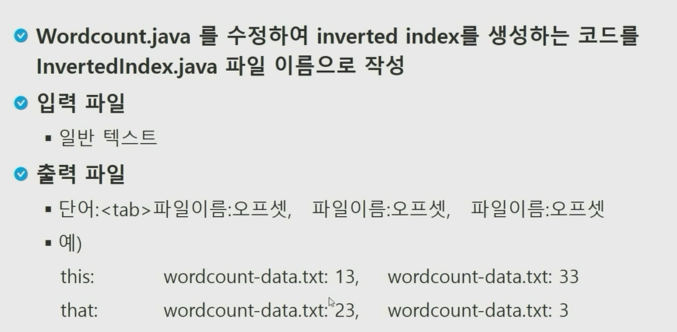 Wordcount.java 를 수정하여 inverted index를 생성하는 코드를
InvertedIndex.java 파일 이름으로 작성
입력 파일
▪ 일반 텍스트
출력 파일
▪ 단어:<tab>파일이름:오프셋, 파일이름:오프셋, 파일이름:오프셋
▪ 예)
this: wordcount-data.txt: 13, wordcount-data.txt: 33
that: wordcount-data.txt: 23, wordcount-data.txt: 3